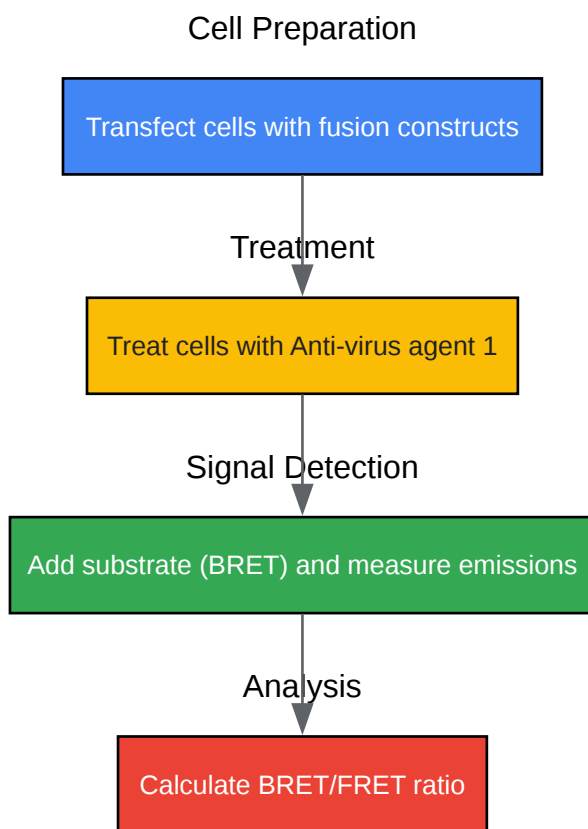 Cell Preparation
Transfect cells with fusion constructs
Treatment
Treat cells with Anti-virus agent 1
Signal Detection
Add substrate (BRET) and measure emissions
Analysis
Calculate BRET/FRET ratio